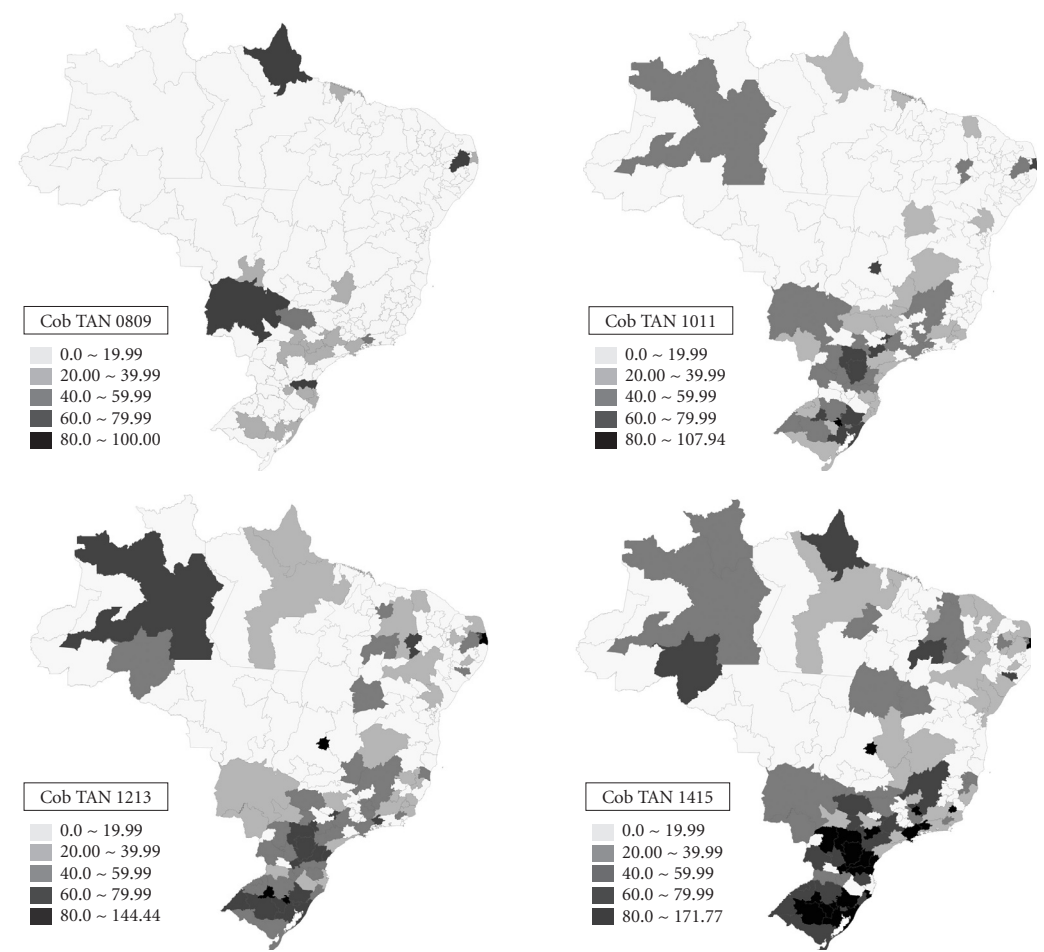 Cob TAN 0809
0.0 ~ 19.99
20.00 ~ 39.99
40.0 ~ 59.99
60.0 ~ 79.99
80.0 ~ 100.00
Cob TAN 1011
0.0 ~ 19.99
20.00 ~ 39.99
40.0 ~ 59.99
60.0 ~ 79.99
80.0 ~ 107.94
Cob TAN 1213
0.0 ~ 19.99
20.00 ~ 39.99
40.0 ~ 59.99
60.0 ~ 79.99
80.0 ~ 144.44
Cob TAN 1415
0.0 ~ 19.99
20.00 ~ 39.99
40.0 ~ 59.99
60.0 ~ 79.99
80.0 ~ 171.77